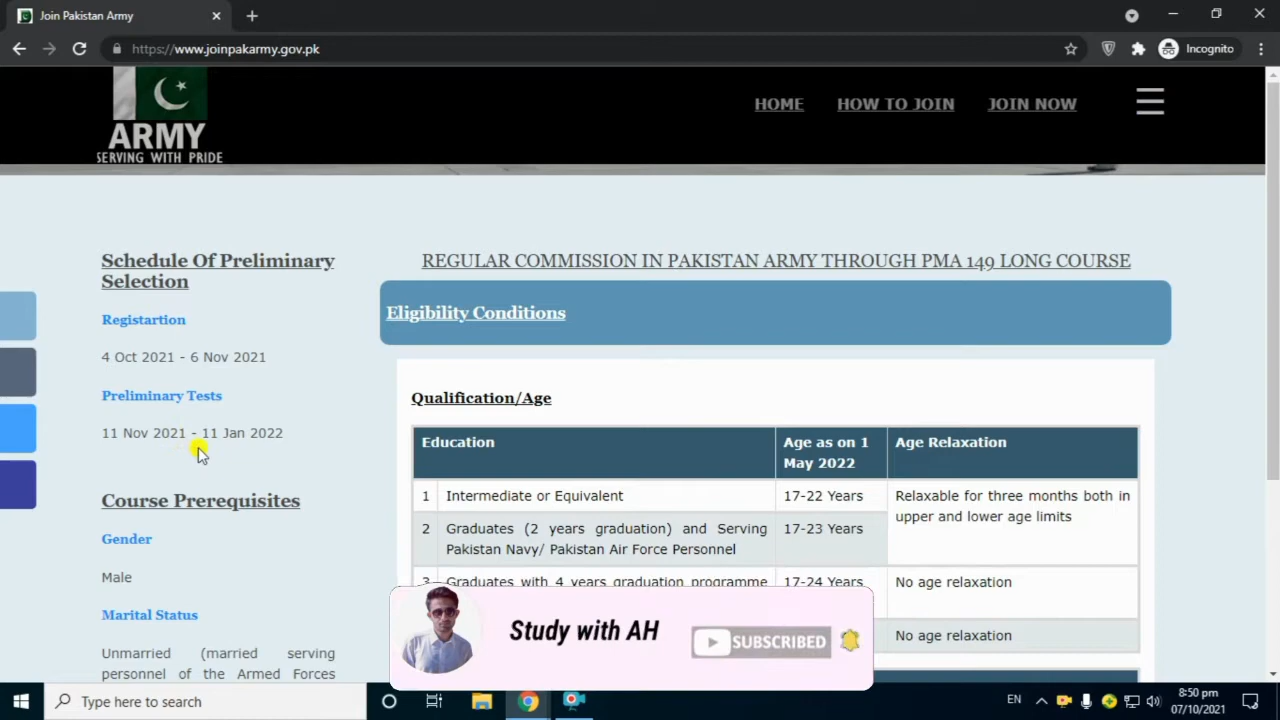 Join Pakistan Army
https://www.joinpakarmy.gov.pk
Incognito
ARMY
SERVING WITH PRIDE
HOME
HOW TO JOIN
JOIN NOW
Schedule Of Preliminary
Selection
Registartion
4 Oct 2021 - 6 Nov 2021
Preliminary Tests
11 Nov 2021 - 11 Jan 2022
Course Prerequisites
Gender
Male
Marital Status
Unmarried (married serving
personnel of the Armed Forces
REGULAR COMMISSION IN PAKISTAN ARMY THROUGH PMA 149 LONG COURSE
Eligibility Conditions
Qualification/Age
Education
Age as on 1
May 2022
Age Relaxation
1 Intermediate or Equivalent
17-22 Years
Relaxable for three months both in
upper and lower age limits
2 Graduates (2 years graduation) and Serving
Pakistan Navy/ Pakistan Air Force Personnel
17-23 Years
3 Graduates with 4 years graduation programme
17-24 Years
No age relaxation
No age relaxation
Study with AH
SUBSCRIBED
Type here to search
EN
8:50 pm
07/10/2021